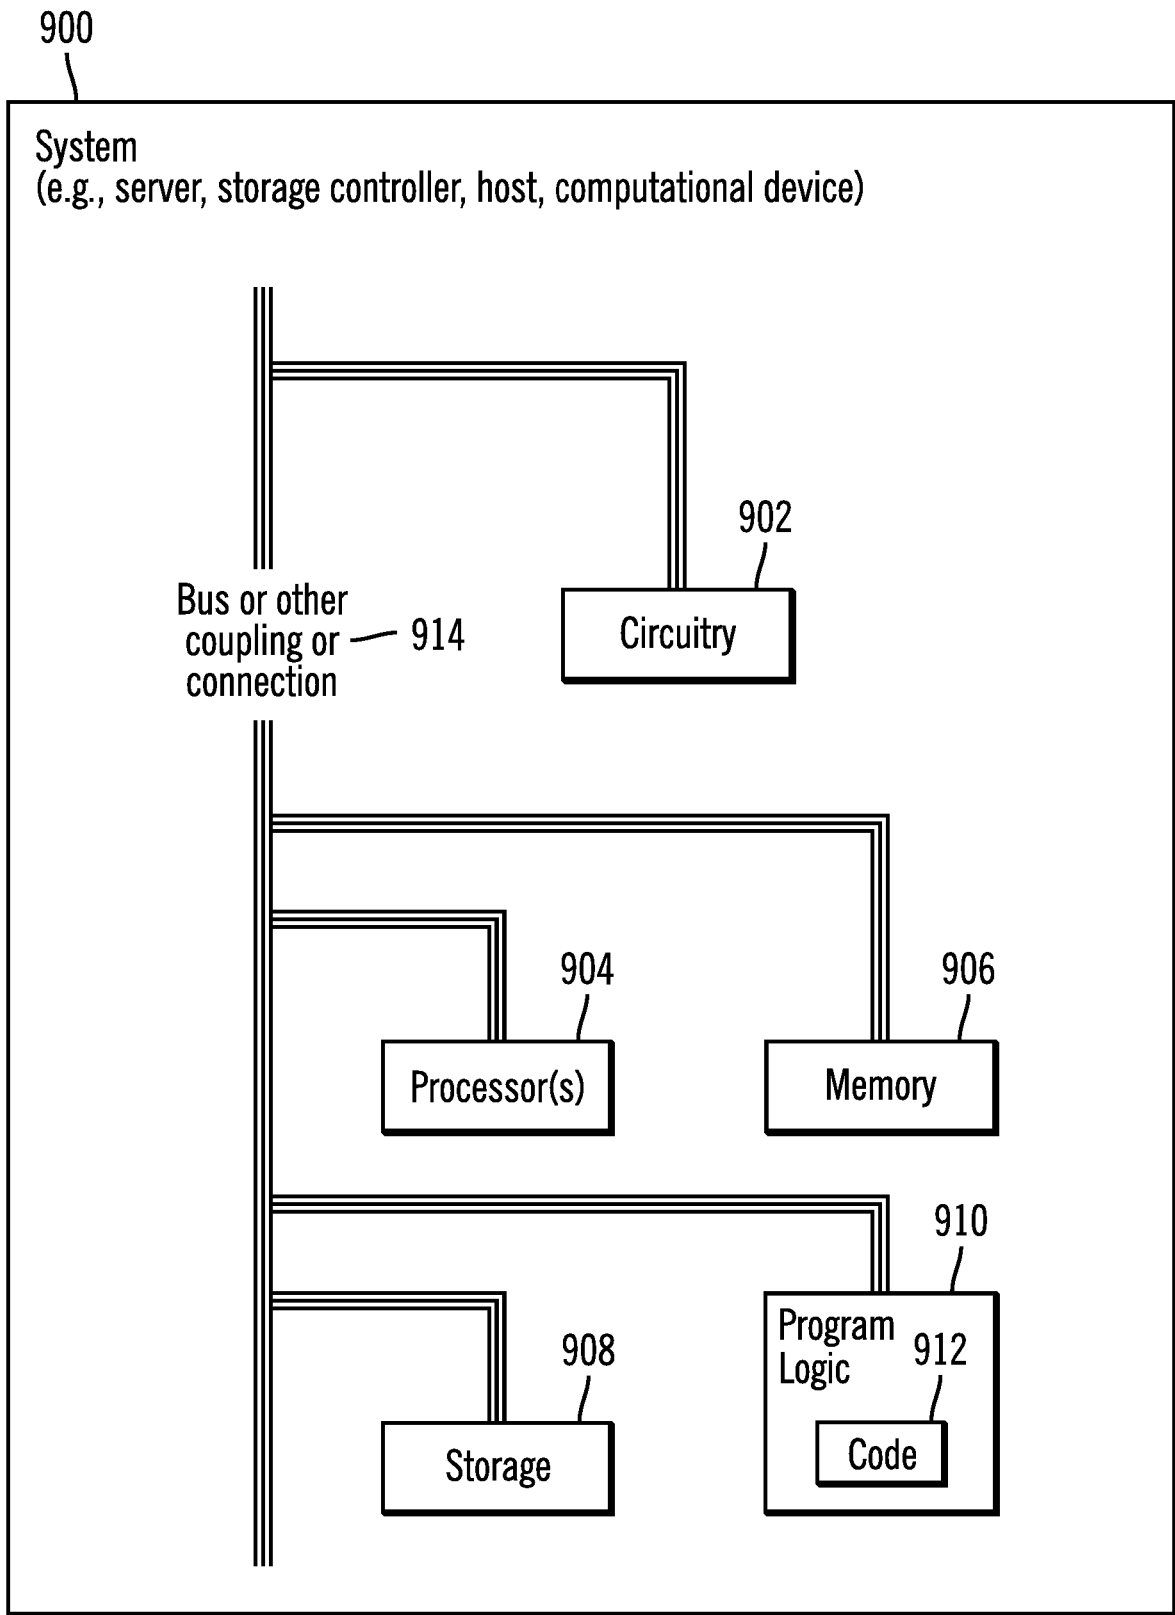 900
System
(e.g., server, storage controller, host, computational device)
902
Circuitry
Bus or other
coupling or
connection
914
904
Processor(s)
906
Memory
908
Storage
910
Program
Logic
912
Code